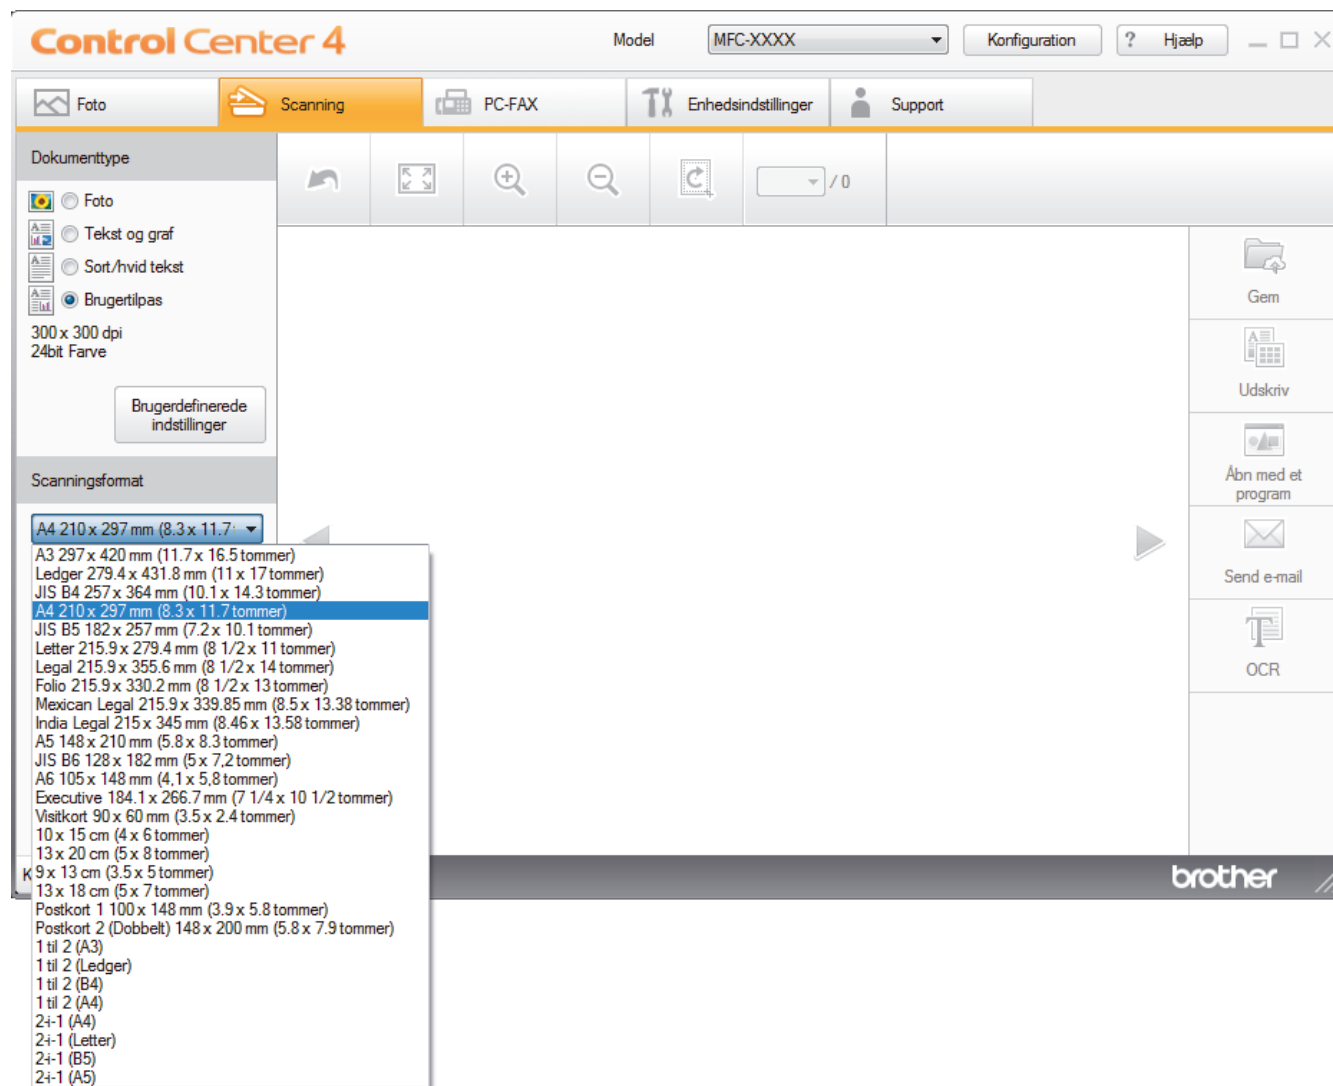 Control Center 4
Model
MFC-XXXX
Konfiguration
? Hjælp
Foto
Scanning
PC-FAX
Enhedsindstillinger
Support
Dokumenttype
/ 0
Foto
Tekst og graf
Sort/hvid tekst
Brugertilpas
300 x 300 dpi
24bit Farve
Brugerdefinerede
indstillinger
Scanningsformat
A4 210 x 297 mm (8.3 x 11.7
A3 297 x 420 mm (11.7 x 16.5 tommer)
Ledger 279.4 x 431.8 mm (11 x 17 tommer)
JIS B4 257 x 364 mm (10.1 x 14.3 tommer)
A4 210 x 297 mm (8.3 x 11.7 tommer)
JIS B5 182 x 257 mm (7.2 x 10.1 tommer)
Letter 215.9 x 279.4 mm (8 1/2 x 11 tommer)
Legal 215.9 x 355.6 mm (8 1/2 x 14 tommer)
Folio 215.9 x 330.2 mm (8 1/2 x 13 tommer)
Mexican Legal 215.9 x 339.85 mm (8.5 x 13.38 tommer)
India Legal 215 x 345 mm (8.46 x 13.58 tommer)
A5 148 x 210 mm (5.8 x 8.3 tommer)
JIS B6 128 x 182 mm (5 x 7,2 tommer)
A6 105 x 148 mm (4,1 x 5,8 tommer)
Executive 184.1 x 266.7 mm (7 1/4 x 10 1/2 tommer)
Visitkort 90 x 60 mm (3.5 x 2.4 tommer)
10 x 15 cm (4 x 6 tommer)
13 x 20 cm (5 x 8 tommer)
9 x 13 cm (3.5 x 5 tommer)
13 x 18 cm (5 x 7 tommer)
Postkort 1 100 x 148 mm (3.9 x 5.8 tommer)
Postkort 2 (Dobbelt) 148 x 200 mm (5.8 x 7.9 tommer)
1 til 2 (A3)
1 til 2 (Ledger)
1 til 2 (B4)
1 til 2 (A4)
2-i-1 (A4)
2-i-1 (Letter)
2-i-1 (B5)
2-i-1 (A5)
K
Gem
Udskriv
Åbn med et
program
Send e-mail
OCR
brother